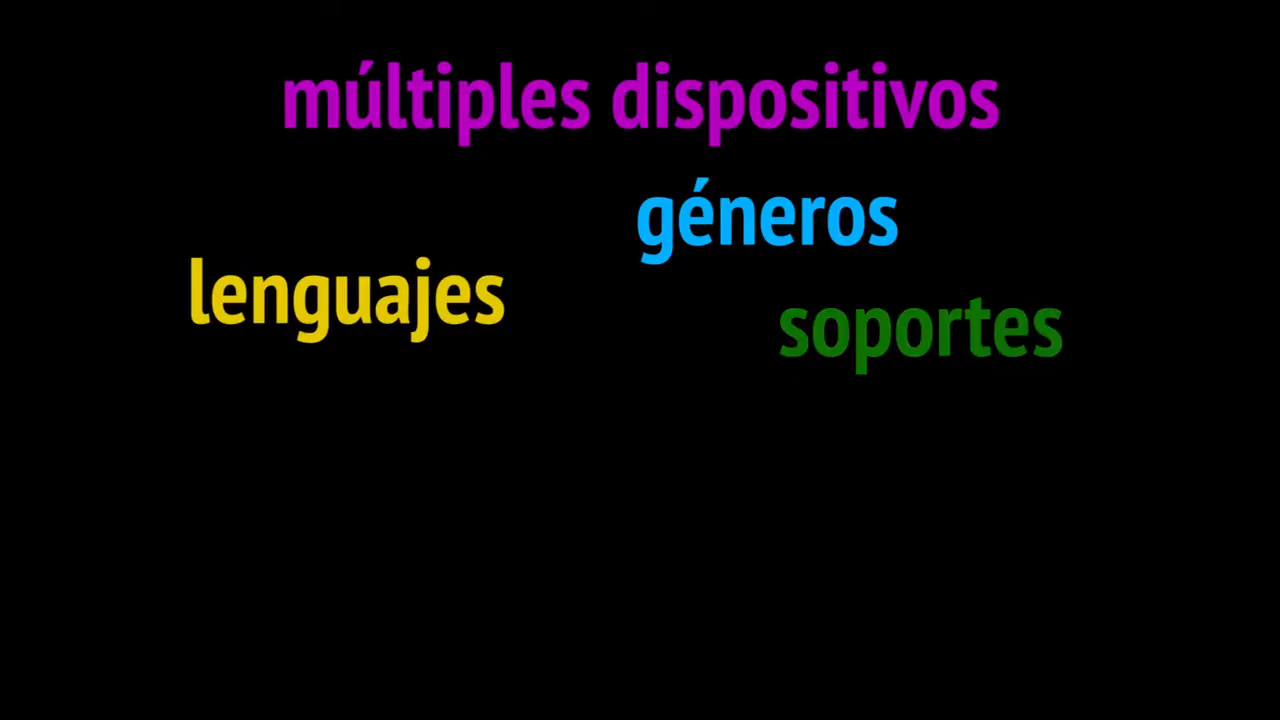 múltiples dispositivos
géneros
lenguajes
soportes